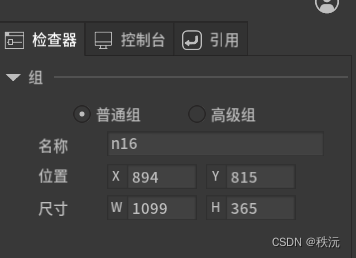 检查器 控制台 引用
组
普通组 高级组
名称 n16
位置 X 894 Y 815
尺寸 W 1099 H 365
CSDN @秩沅